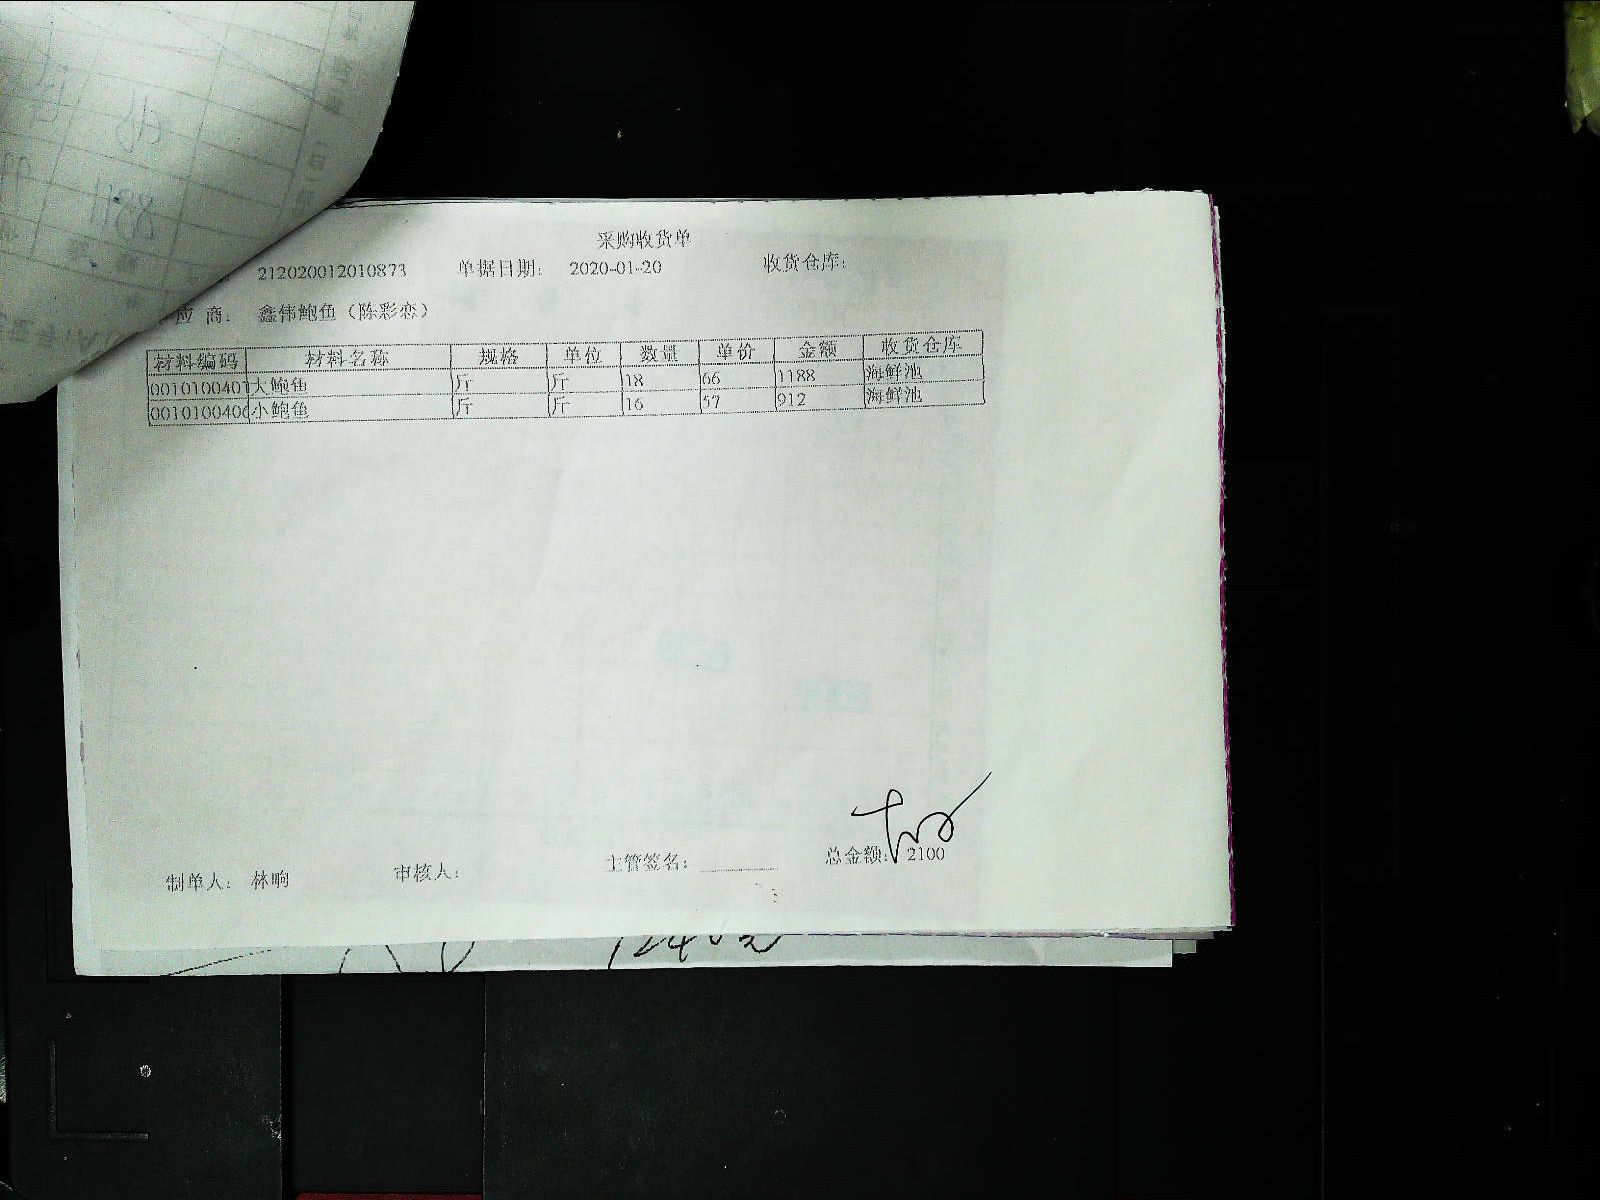 采购收货单
212020012010873 单据日期： 2020-01-20 收货仓库：
应 商： 鑫伟鲍鱼（陈彩恋）
材料编码 材料名称 规格 单位 数量 单价 金额 收货仓库
0010100401 大鲍鱼 斤 斤 18 66 1188 海鲜池
0010100406 小鲍鱼 斤 斤 16 57 912 海鲜池
制单人： 林响 审核人： 主管签名： 总金额： 2100